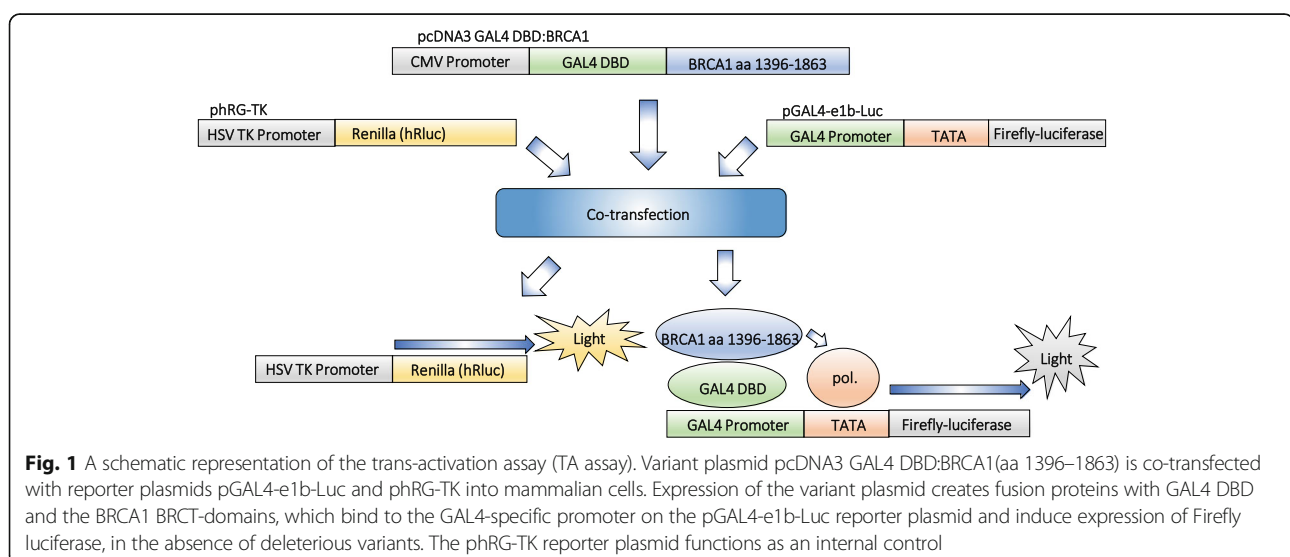 pcDNA3 GAL4 DBD:BRCA1
CMV Promoter GAL4 DBD BRCA1 aa 1396-1863
phRG-TK
HSV TK Promoter Renilla (hRluc)
pGAL4-e1b-Luc
GAL4 Promoter TATA Firefly-luciferase
Co-transfection
Light
HSV TK Promoter Renilla (hRluc)
BRCA1 aa 1396-1863
GAL4 DBD
pol.
Light
GAL4 Promoter TATA Firefly-luciferase
Fig. 1 A schematic representation of the trans-activation assay (TA assay). Variant plasmid pcDNA3 GAL4 DBD:BRCA1(aa 1396–1863) is co-transfected
with reporter plasmids pGAL4-e1b-Luc and phRG-TK into mammalian cells. Expression of the variant plasmid creates fusion proteins with GAL4 DBD
and the BRCA1 BRCT-domains, which bind to the GAL4-specific promoter on the pGAL4-e1b-Luc reporter plasmid and induce expression of Firefly
luciferase, in the absence of deleterious variants. The phRG-TK reporter plasmid functions as an internal control